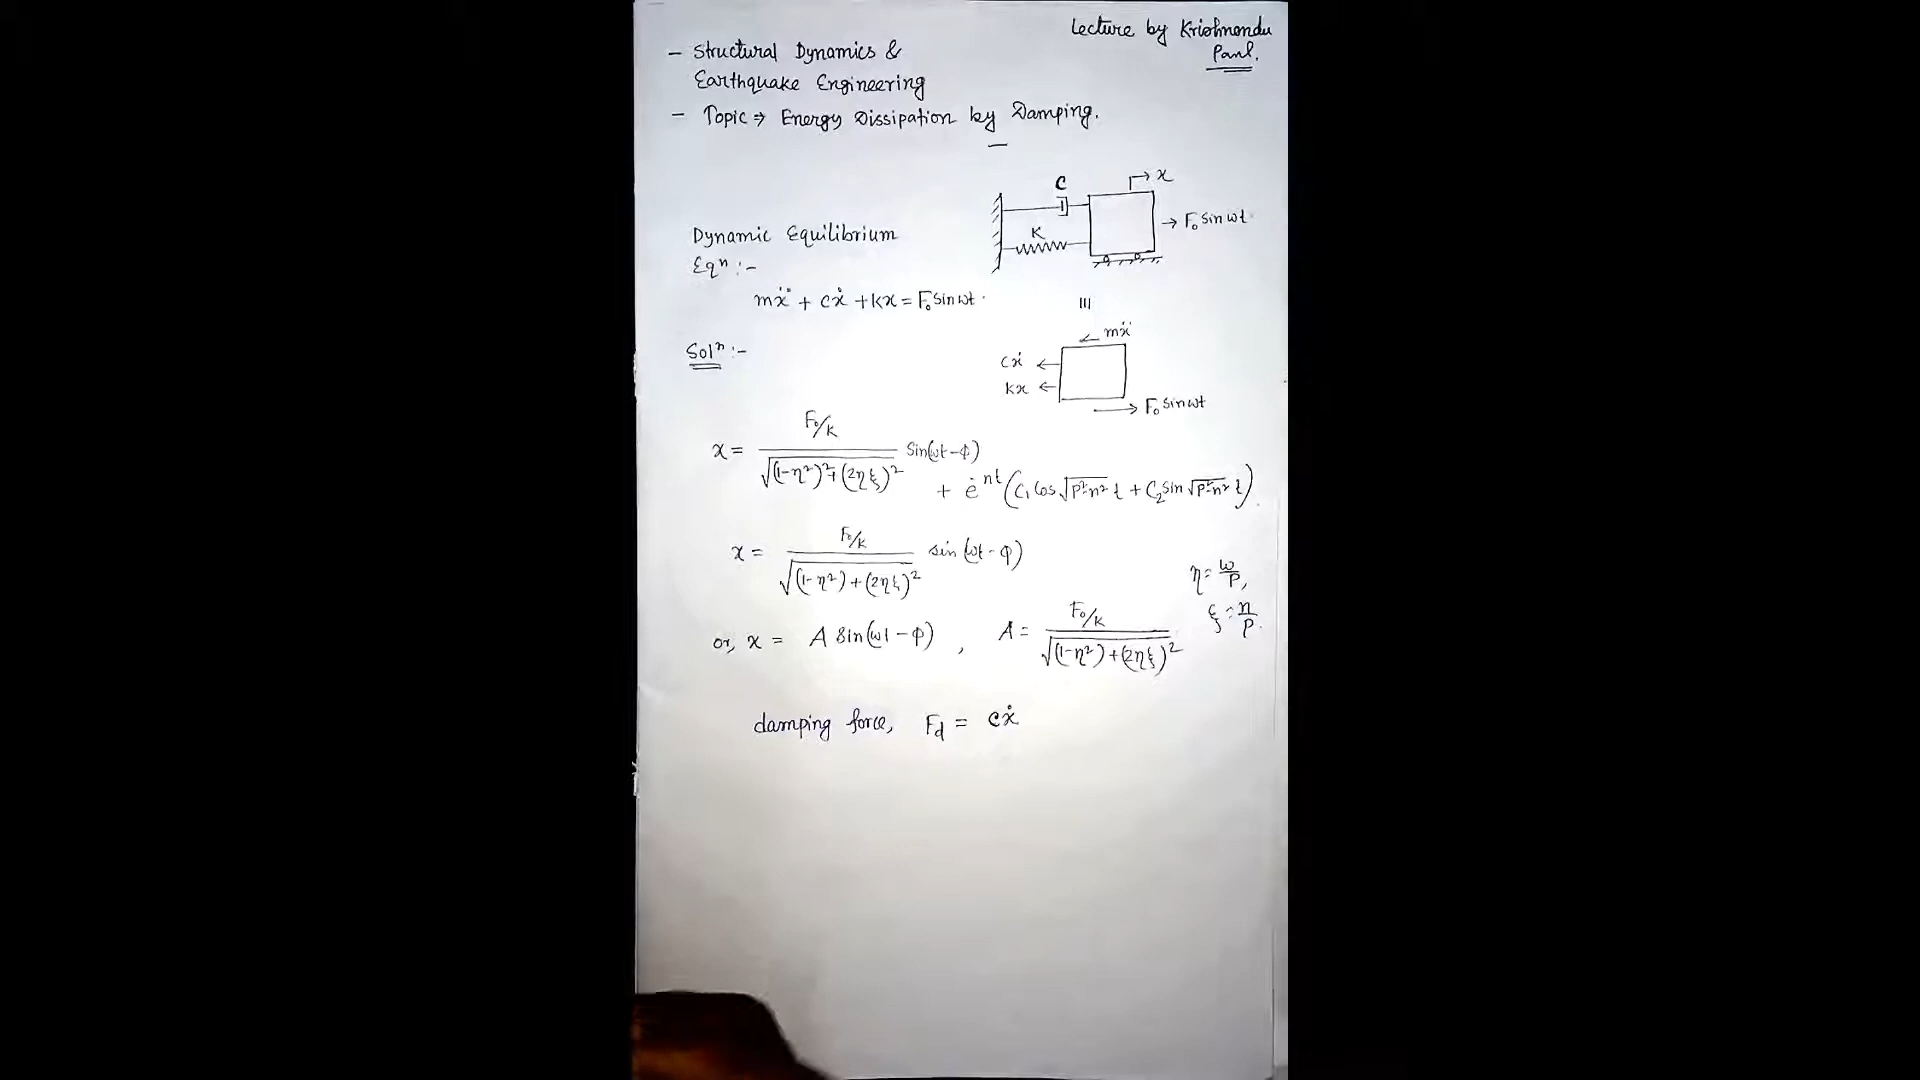 Lecture by Krishnendu
Paul.
- Structural Dynamics &
Earthquake Engineering
- Topic ⇒ Energy Dissipation by Damping.
C
→ x
K
→ F₀ sin ωt
Dynamic Equilibrium
Eqⁿ :-
mẍ + cẋ + kx = F₀ sin ωt
|||
← mẍ
cẋ ←
kx ←
→ F₀ sin ωt
Solⁿ :-
x = (F₀/K) / √((1-η²)² + (2ηξ)²) sin(ωt-φ)
+ e^-nt (C₁ cos √(p²-n²) t + C₂ sin √(p²-n²) t)
x = (F₀/K) / √((1-η²) + (2ηξ)²) sin(ωt-φ)
η = ω/p,
ξ = n/p.
or, x = A sin(ωt-φ), A = (F₀/K) / √((1-η²) + (2ηξ)²)
damping force, F_d = cẋ